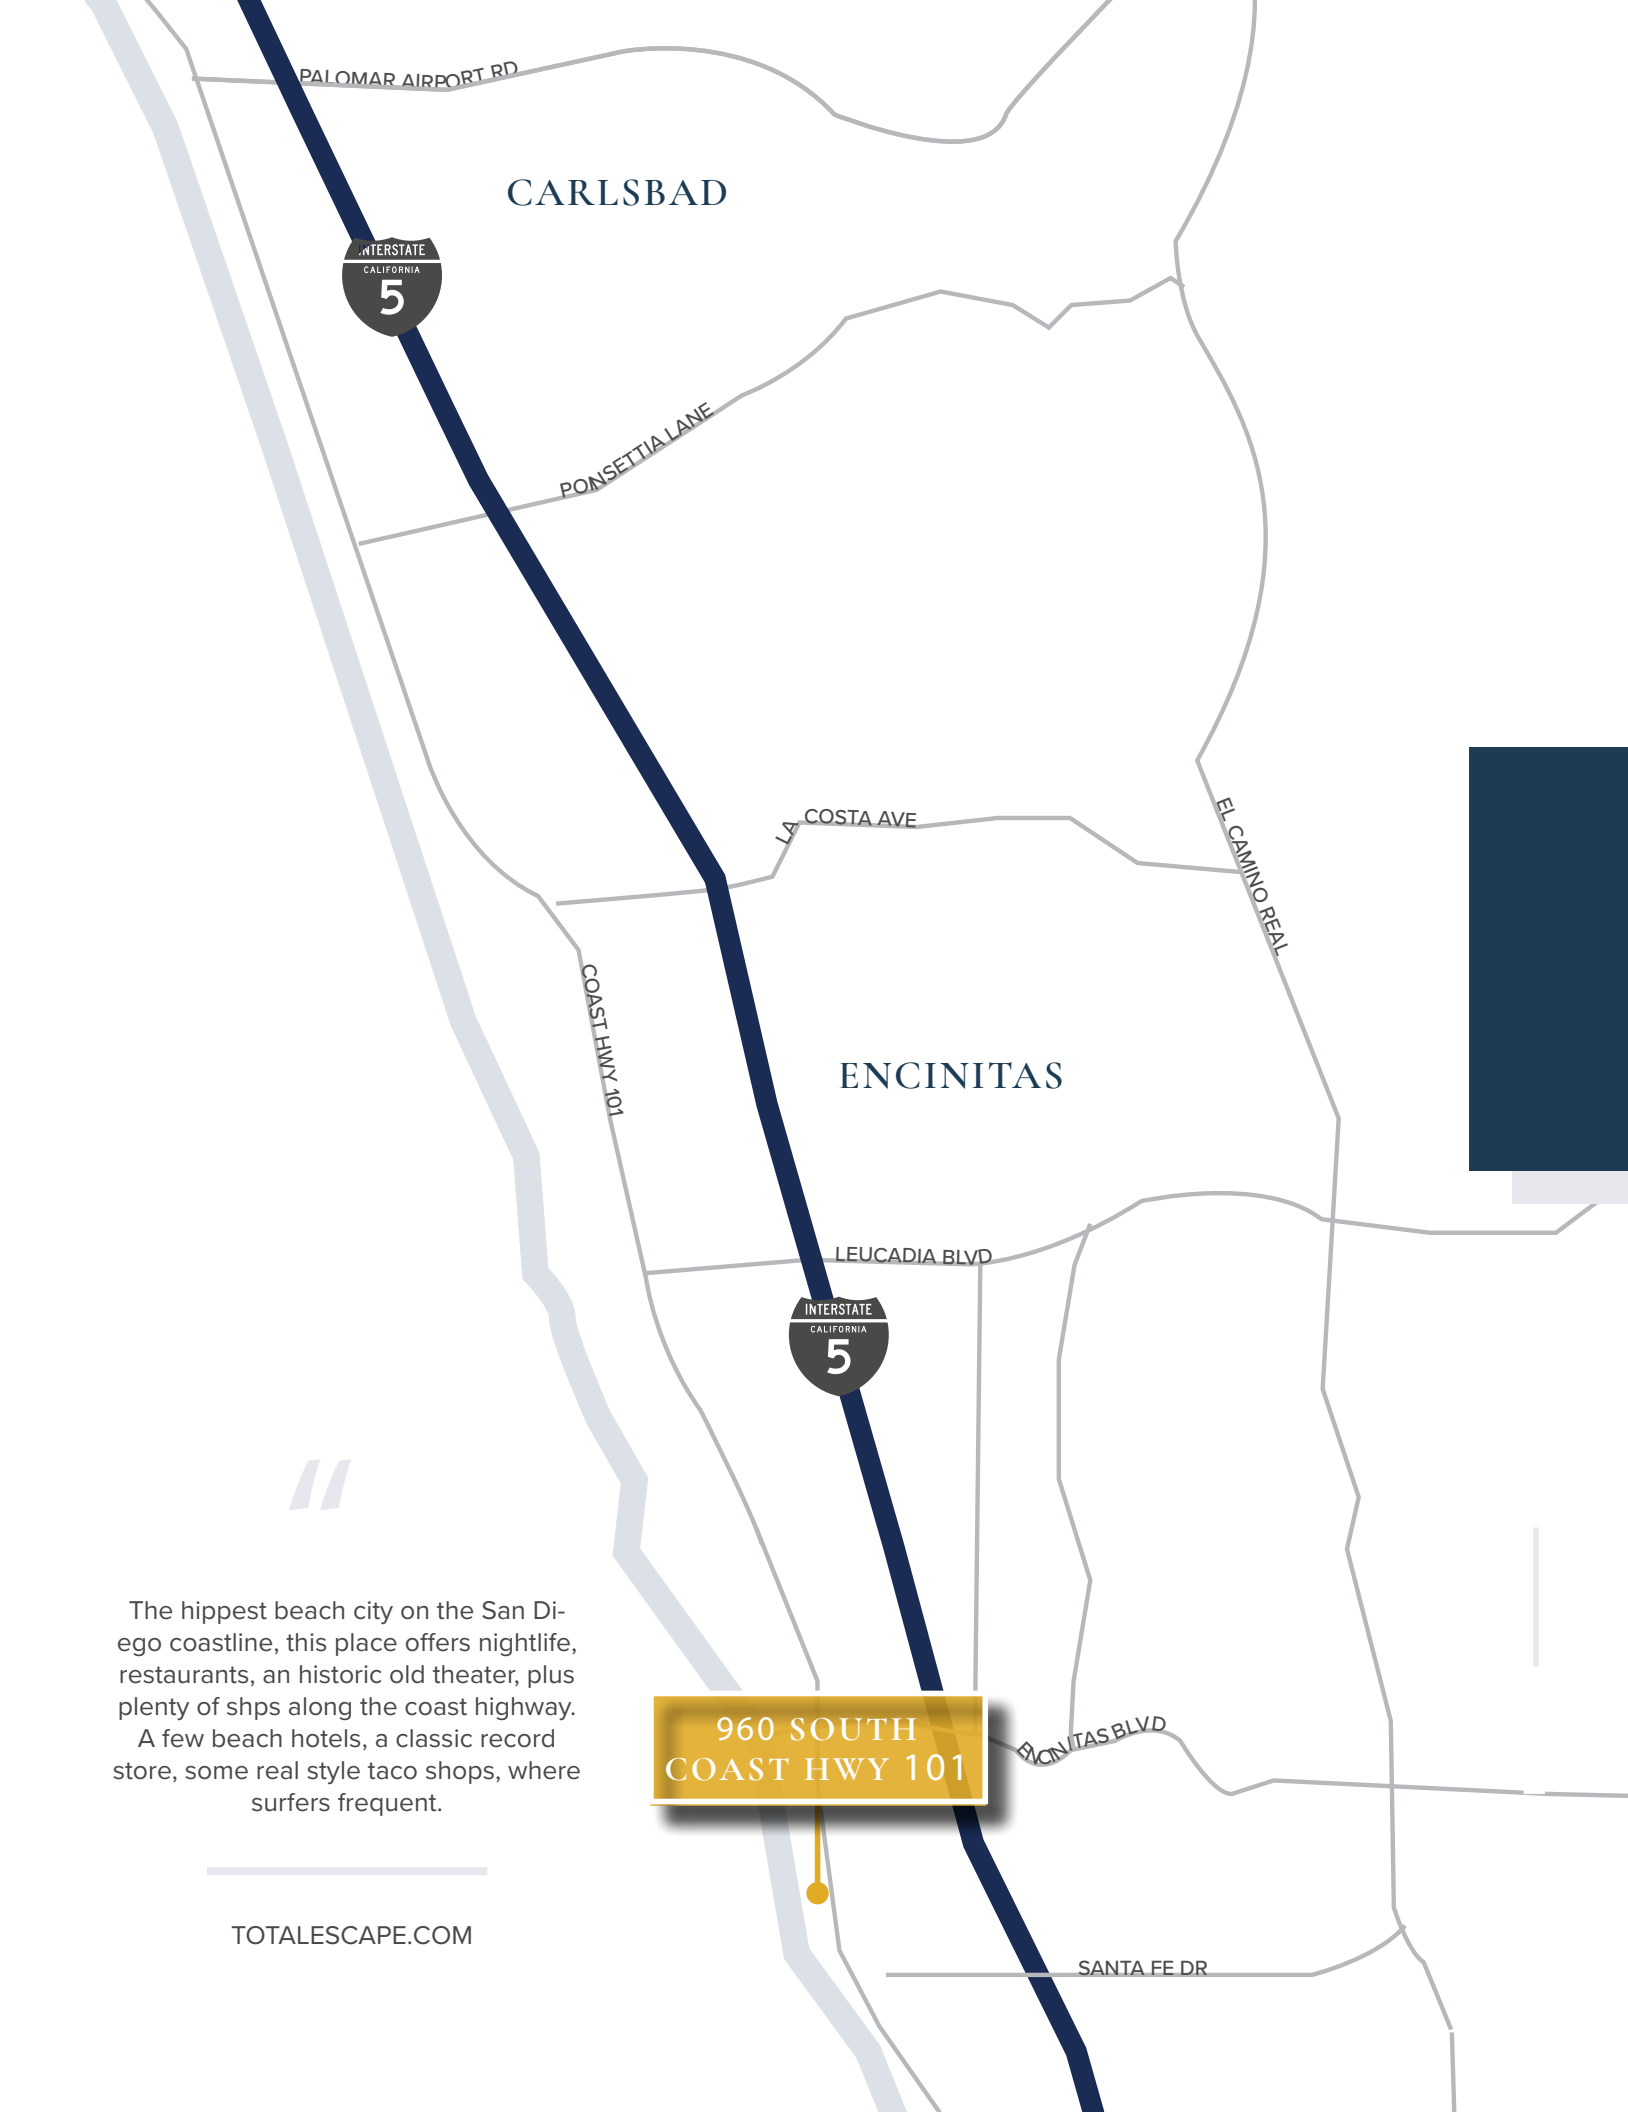 PALOMAR AIRPORT RD
CARLSBAD
INTERSTATE
CALIFORNIA
5
PONSETTIA LANE
LA COSTA AVE
EL CAMINO REAL
COAST HWY 101
ENCINITAS
LEUCADIA BLVD
INTERSTATE
CALIFORNIA
5
“
The hippest beach city on the San Di-
ego coastline, this place offers nightlife,
restaurants, an historic old theater, plus
plenty of shps along the coast highway.
A few beach hotels, a classic record
store, some real style taco shops, where
surfers frequent.
TOTALESCAPE.COM
960 SOUTH
COAST HWY 101
ENCINITAS BLVD
SANTA FE DR